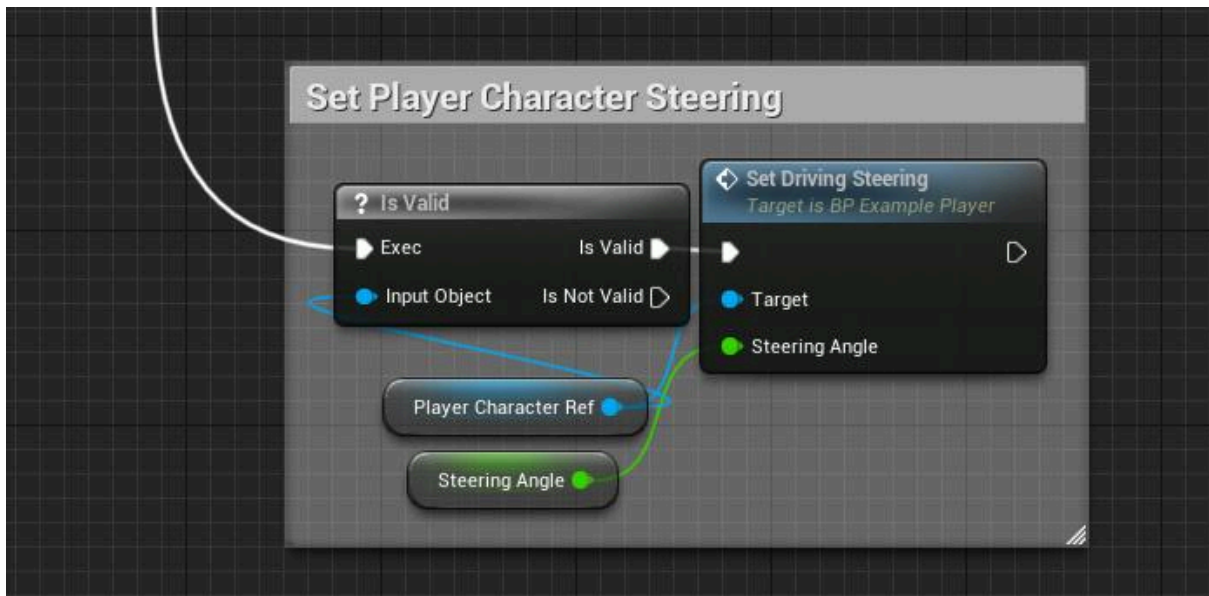 Set Player Character Steering
? Is Valid
Exec
Is Valid
Input Object
Is Not Valid
Set Driving Steering
Target is BP Example Player
Target
Steering Angle
Player Character Ref
Steering Angle